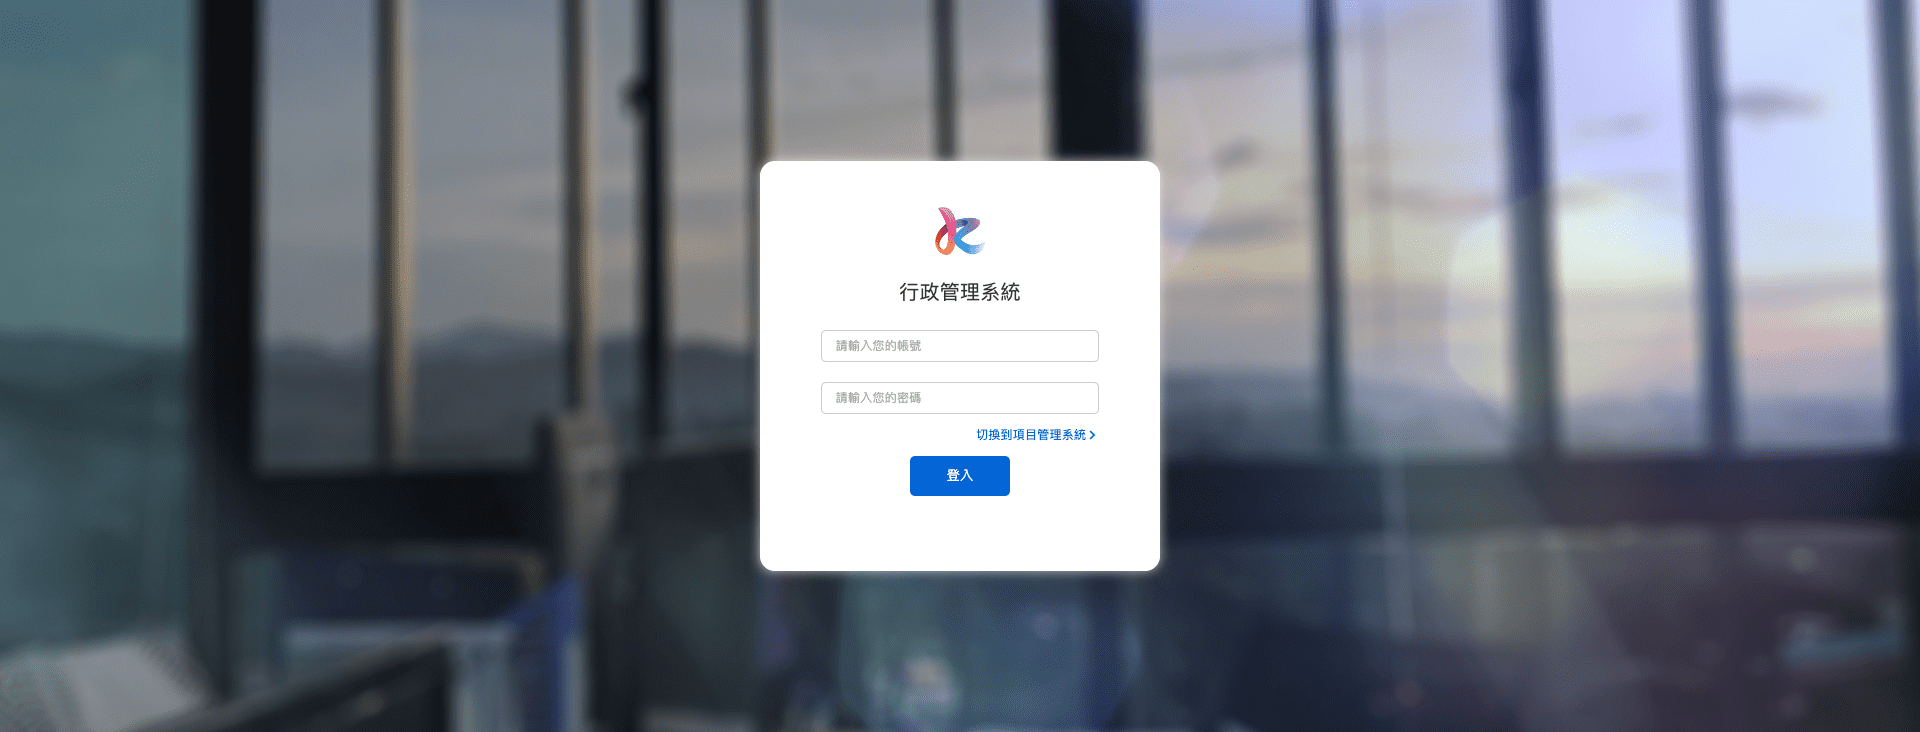 行政管理系統
請輸入您的帳號
請輸入您的密碼
切換到項目管理系統
登入